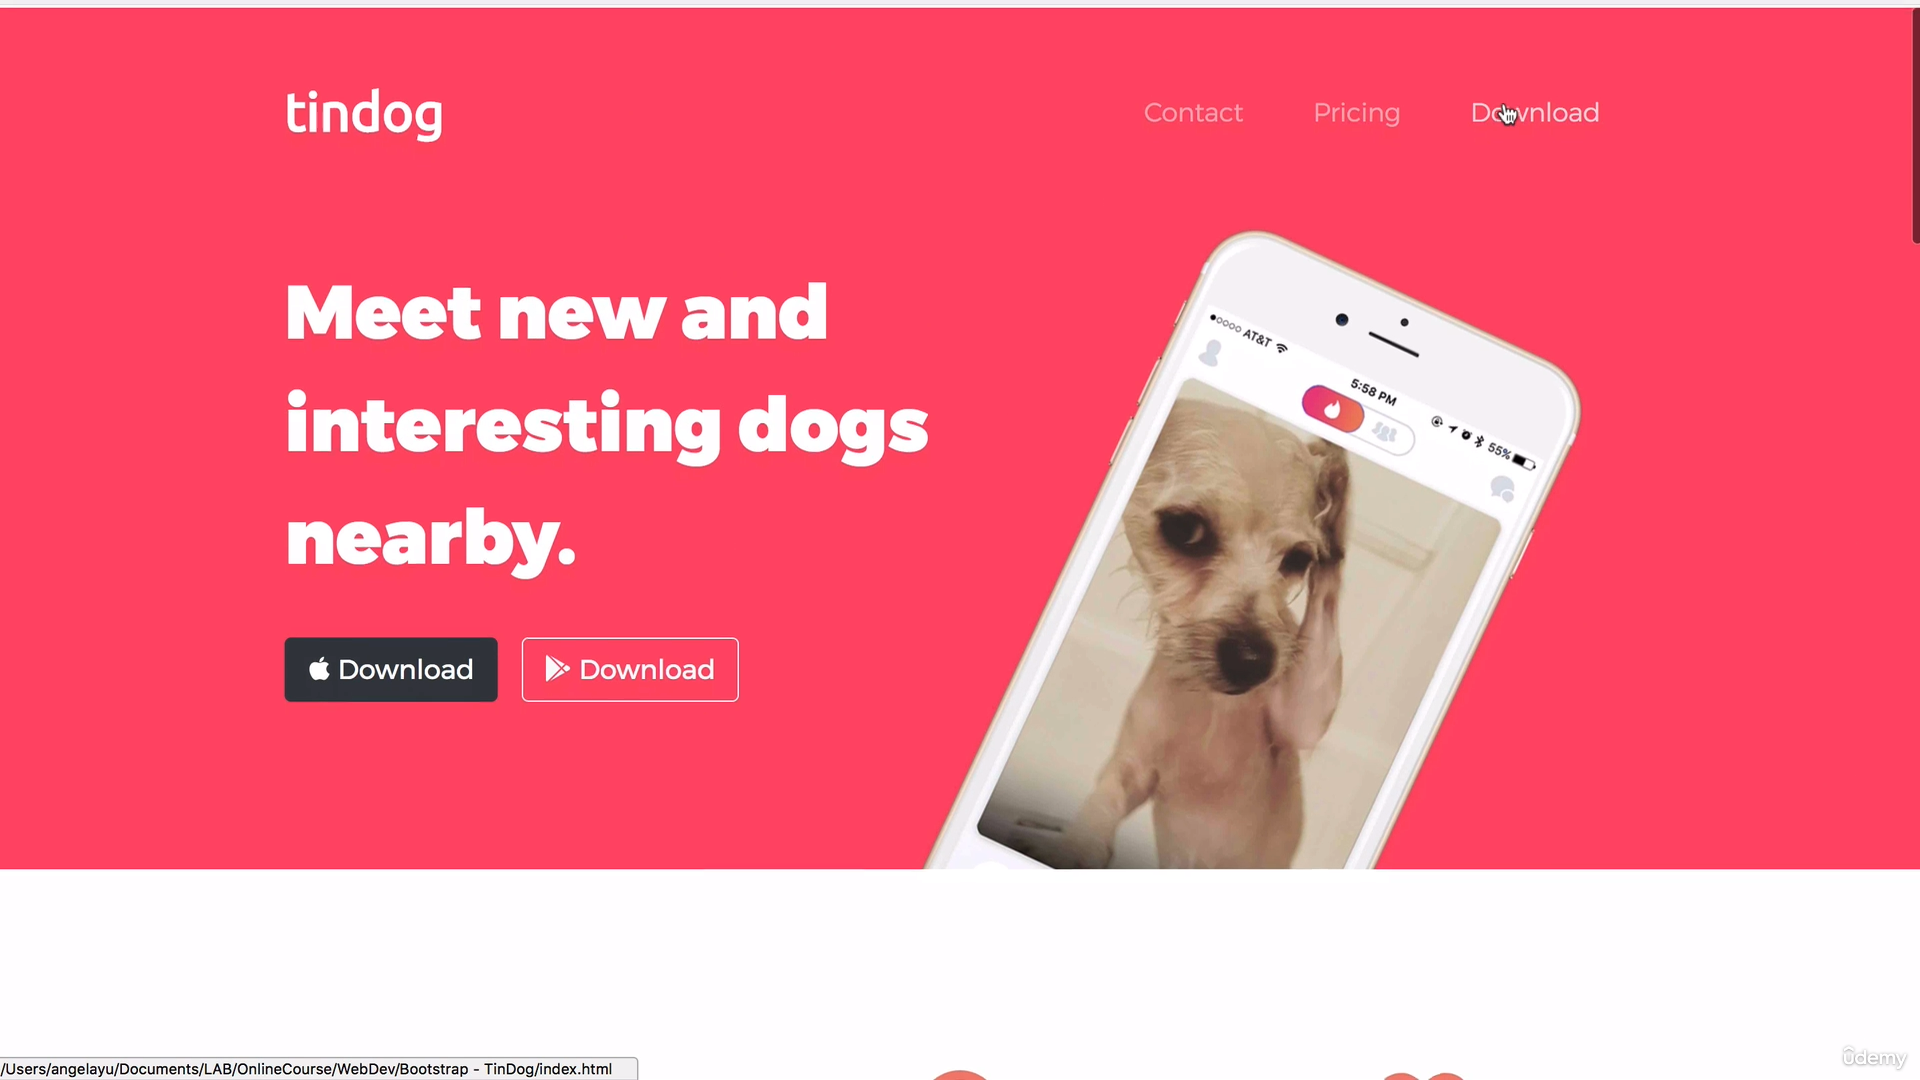 tindog
Contact
Pricing
Download
Meet new and
interesting dogs
nearby.
Download
Download
AT&T
5:58 PM
55%
/Users/angelayu/Documents/LAB/OnlineCourse/WebDev/Bootstrap - TinDog/index.html
ûdemy